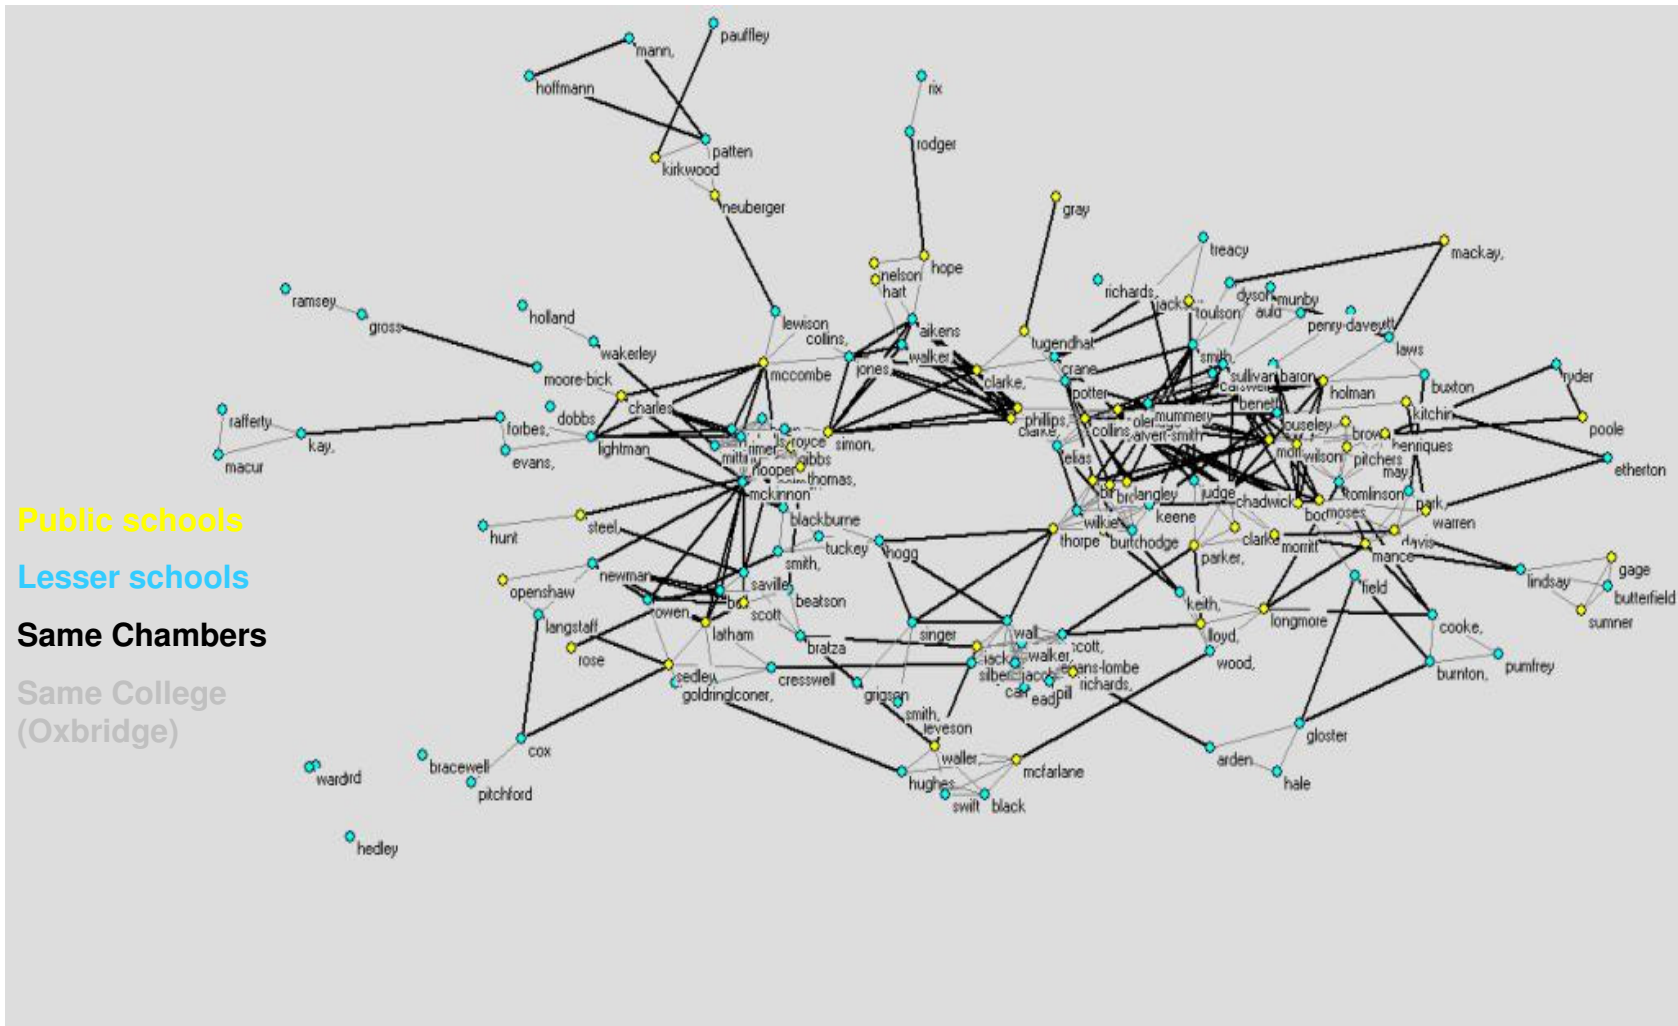 pauffley
mann,
hoffmann
rix
rodger
patten
kirkwood
neuberger
gray
treacy
mackay,
hope
nelson
hart
richards,
dyson
munby
toulson
auld
ramsey
gross
holland
lewison
collins,
aikens
tugendhat
laws
wakerley
walker,
jones,
crane
smith,
sullivan
baron
mccombe
moore-bick
clarke,
potter
holman
buxton
ryder
charles
benett
kitchin
dobbs
rafferty
forbes,
phillips,
mummery
poole
kay,
lightman
simon,
collins
ouseley
henriques
evans,
gibbs
elias
wilson
pitchers
macur
hooper
thomas,
may,
etherton
mckinnon
langley
judge
chadwick
tomlinson
Public schools
steel,
blackburne
wilkie
keene
moses
park,
warren
hunt
tuckey
hogg
thorpe
hodge
parker,
morritt
mance
davis
Lesser schools
newman
smith,
openshaw
saville
field
lindsay
gage
butterfield
owen
scott
beatson
keith,
longmore
sumner
Same Chambers
langstaff
latham
bratza
singer
wall
scott,
lloyd,
cooke,
rose
walker,
evans-lombe
wood,
burnton,
pumfrey
Same College
(Oxbridge)
sedley,
goldring
cresswell
grigson
eady
pill
richards,
smith,
leveson
gloster
cox
waller,
arden
bracewell
pitchford
ward
hughes
mcfarlane
hale
swift
black
hedley